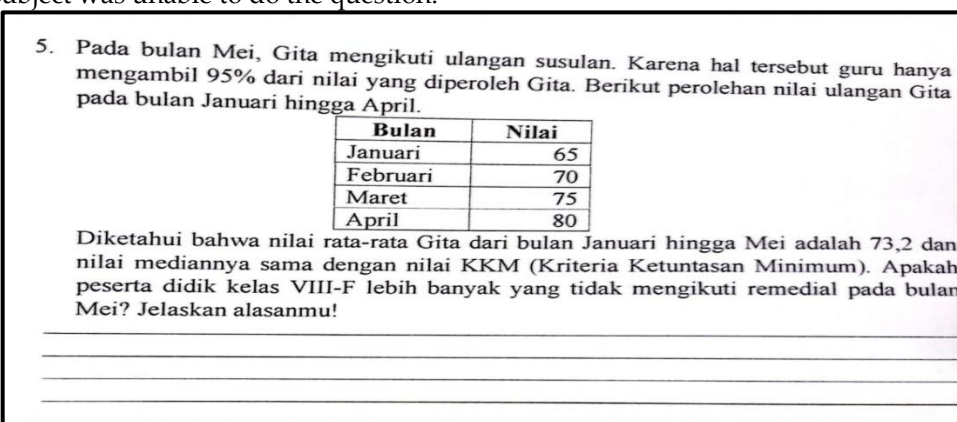 subject was unable to do the question.
5. Pada bulan Mei, Gita mengikuti ulangan susulan. Karena hal tersebut guru hanya
mengambil 95% dari nilai yang diperoleh Gita. Berikut perolehan nilai ulangan Gita
pada bulan Januari hingga April.
Bulan Nilai
Januari 65
Februari 70
Maret 75
April 80
Diketahui bahwa nilai rata-rata Gita dari bulan Januari hingga Mei adalah 73,2 dan
nilai mediannya sama dengan nilai KKM (Kriteria Ketuntasan Minimum). Apakah
peserta didik kelas VIII-F lebih banyak yang tidak mengikuti remedial pada bulan
Mei? Jelaskan alasanmu!